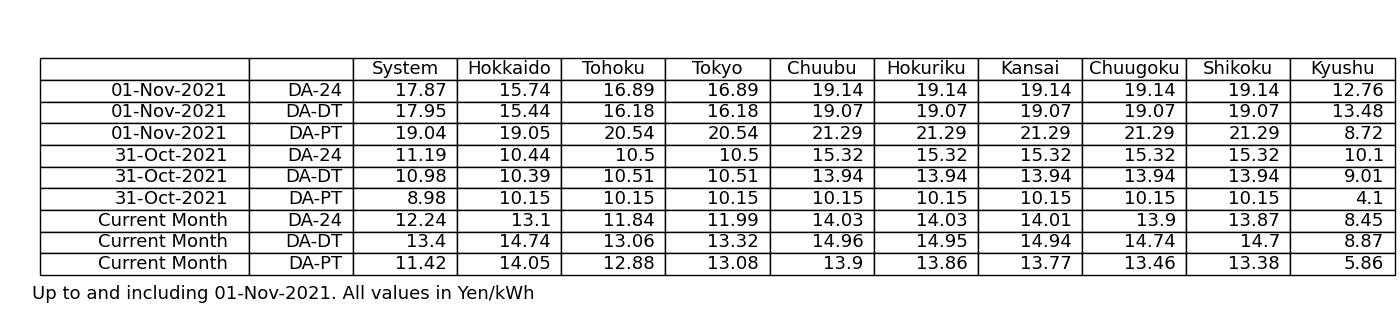 System Hokkaido Tohoku Tokyo Chuubu Hokuriku Kansai Chuugoku Shikoku Kyushu
01-Nov-2021 DA-24 17.87 15.74 16.89 16.89 19.14 19.14 19.14 19.14 19.14 12.76
01-Nov-2021 DA-DT 17.95 15.44 16.18 16.18 19.07 19.07 19.07 19.07 19.07 13.48
01-Nov-2021 DA-PT 19.04 19.05 20.54 20.54 21.29 21.29 21.29 21.29 21.29 8.72
31-Oct-2021 DA-24 11.19 10.44 10.5 10.5 15.32 15.32 15.32 15.32 15.32 10.1
31-Oct-2021 DA-DT 10.98 10.39 10.51 10.51 13.94 13.94 13.94 13.94 13.94 9.01
31-Oct-2021 DA-PT 8.98 10.15 10.15 10.15 10.15 10.15 10.15 10.15 10.15 4.1
Current Month DA-24 12.24 13.1 11.84 11.99 14.03 14.03 14.01 13.9 13.87 8.45
Current Month DA-DT 13.4 14.74 13.06 13.32 14.96 14.95 14.94 14.74 14.7 8.87
Current Month DA-PT 11.42 14.05 12.88 13.08 13.9 13.86 13.77 13.46 13.38 5.86
Up to and including 01-Nov-2021. All values in Yen/kWh